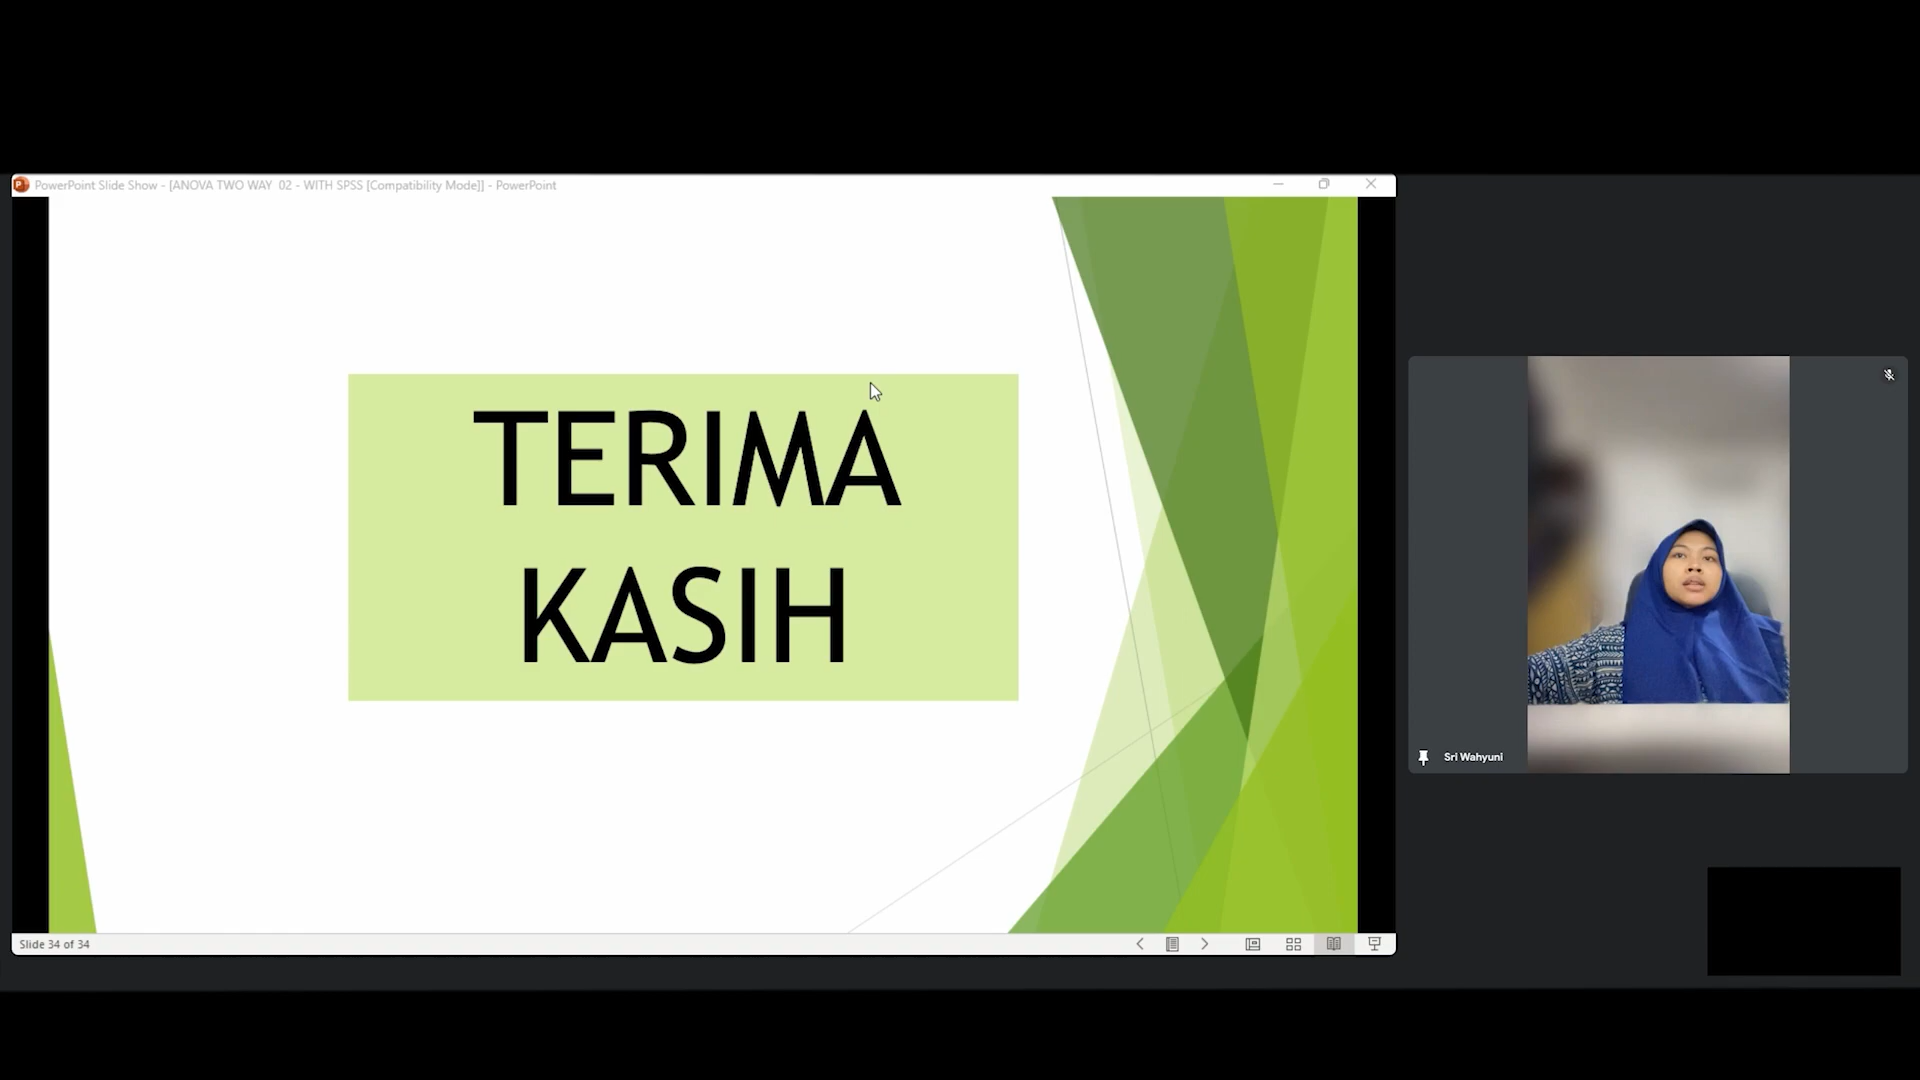 PowerPoint Slide Show - [ANOVA TWO WAY  02 - WITH SPSS [Compatibility Mode]] - PowerPoint
TERIMA
KASIH
Sri Wahyuni
Slide 34 of 34